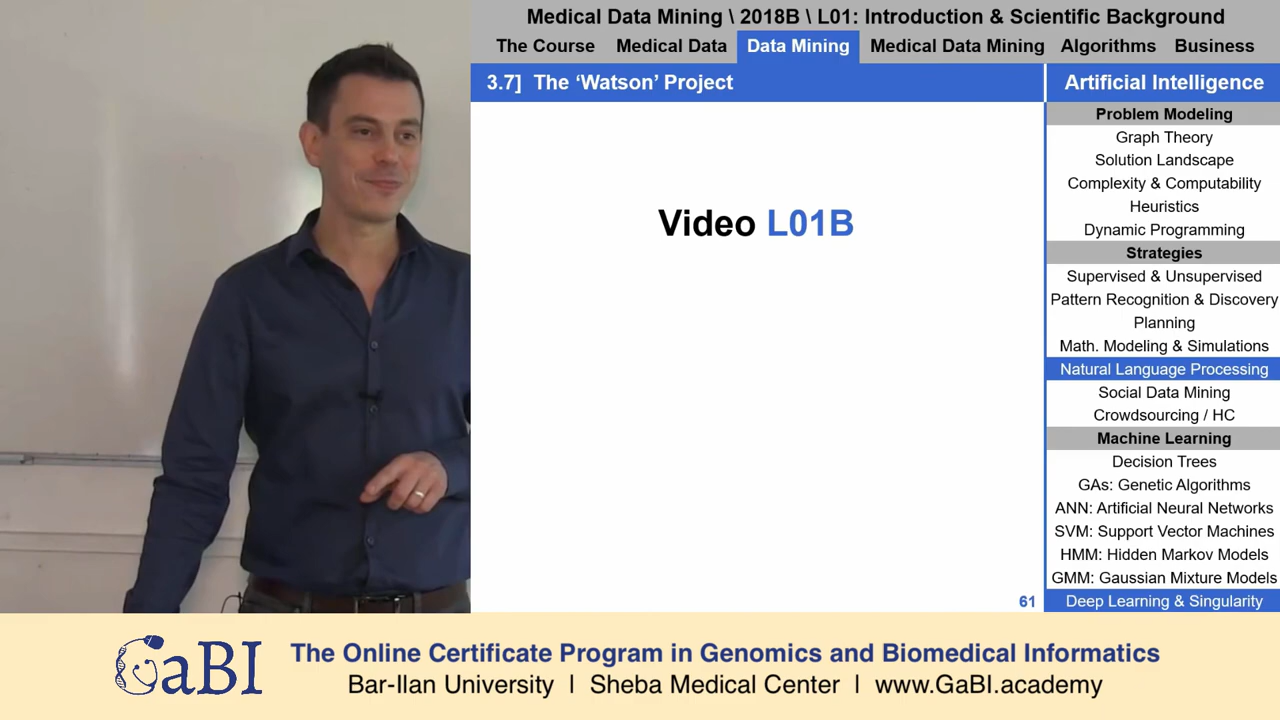 Medical Data Mining \ 2018B \ L01: Introduction & Scientific Background
The Course Medical Data Data Mining Medical Data Mining Algorithms Business
3.7] The ‘Watson’ Project
Artificial Intelligence
Video L01B
61
Problem Modeling
Graph Theory
Solution Landscape
Complexity & Computability
Heuristics
Dynamic Programming
Strategies
Supervised & Unsupervised
Pattern Recognition & Discovery
Planning
Math. Modeling & Simulations
Natural Language Processing
Social Data Mining
Crowdsourcing / HC
Machine Learning
Decision Trees
GAs: Genetic Algorithms
ANN: Artificial Neural Networks
SVM: Support Vector Machines
HMM: Hidden Markov Models
GMM: Gaussian Mixture Models
Deep Learning & Singularity
GaBI
The Online Certificate Program in Genomics and Biomedical Informatics
Bar-Ilan University | Sheba Medical Center | www.GaBI.academy